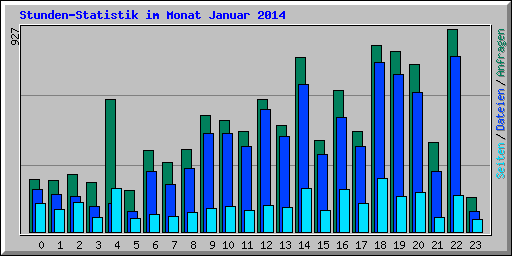 Stunden-Statistik im Monat Januar 2014
927
Seiten / Dateien / Anfragen
0 1 2 3 4 5 6 7 8 9 10 11 12 13 14 15 16 17 18 19 20 21 22 23